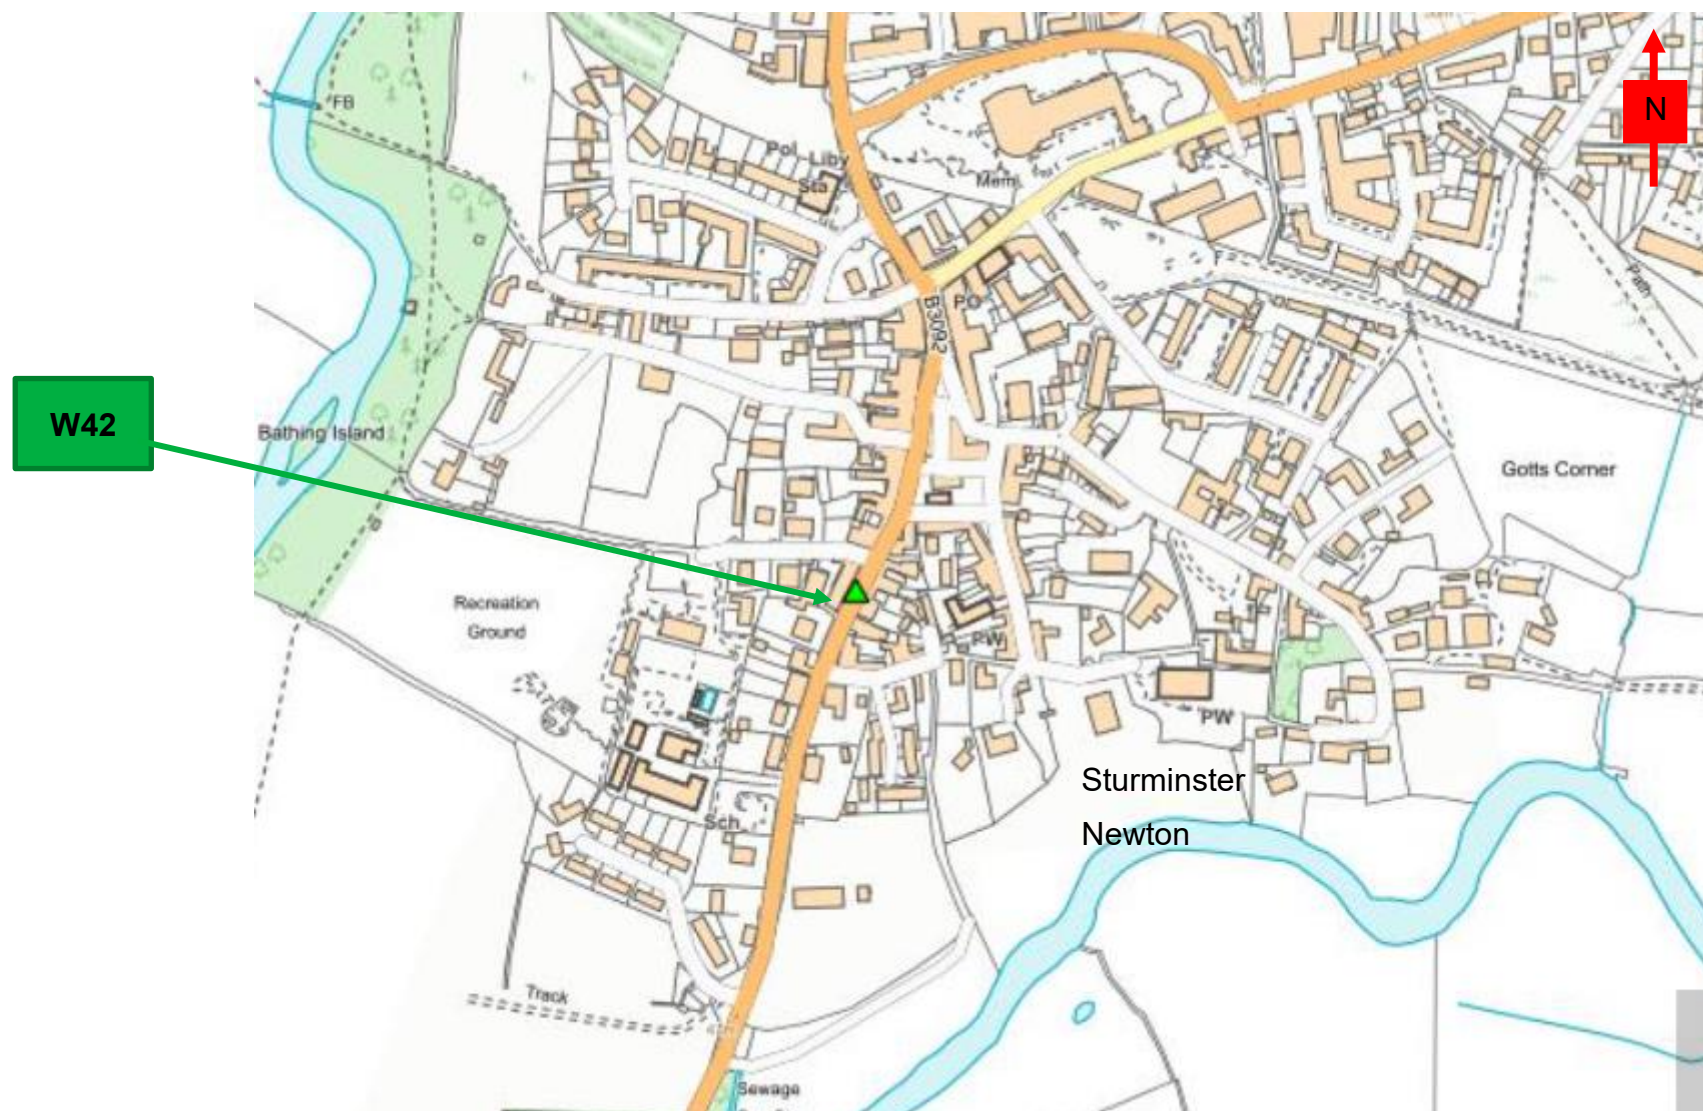 N
FB
Pol Liby
Sta
Meml
Path
PO
B3092
W42
Bathing Island
Gotts Corner
Recreation
Ground
PW
PW
Sturminster
Newton
Sch
Track
Sewage